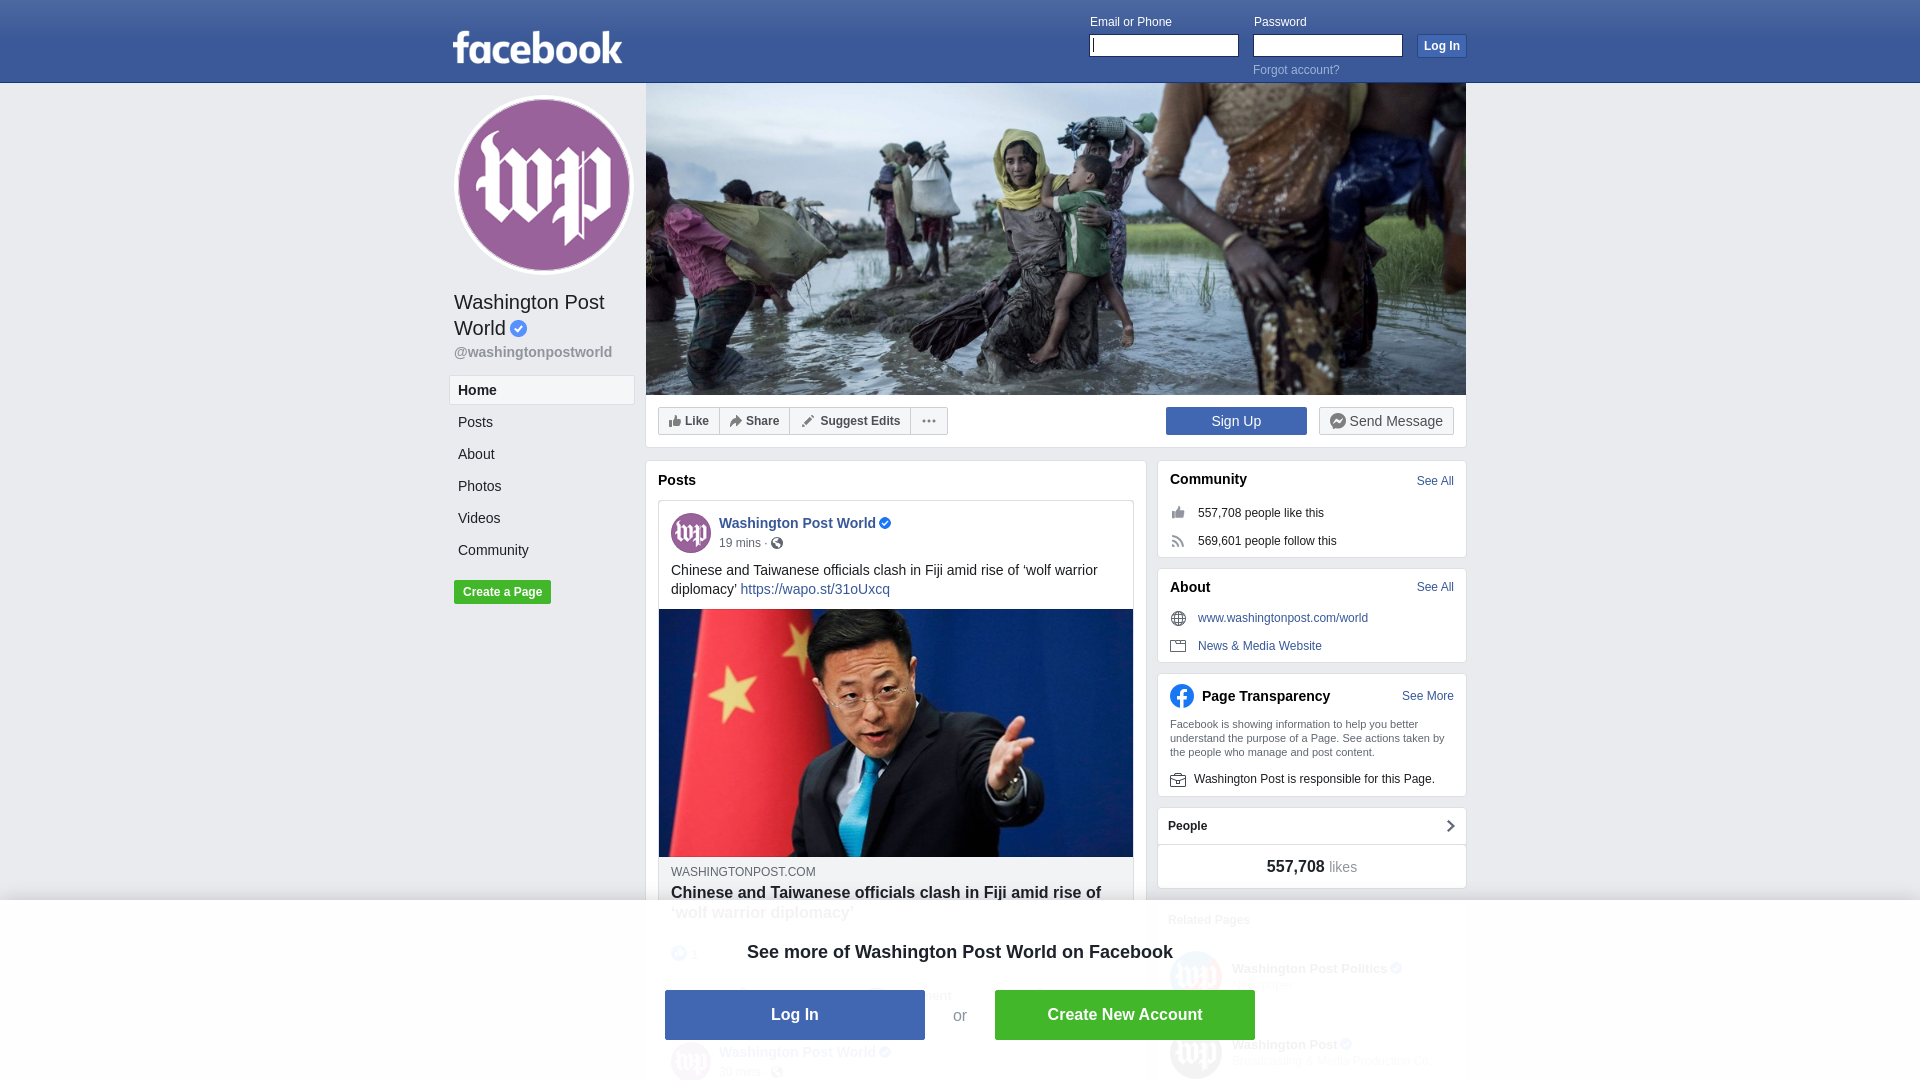 facebook
Email or Phone
Password
Log In
Forgot account?
wp
Washington Post
World
@washingtonpostworld
Home
Posts
About
Photos
Videos
Community
Create a Page
Like
Share
Suggest Edits
Sign Up
Send Message
Posts
wp
Washington Post World
19 mins ·
Chinese and Taiwanese officials clash in Fiji amid rise of ‘wolf warrior
diplomacy’ https://wapo.st/31oUxcq
WASHINGTONPOST.COM
Chinese and Taiwanese officials clash in Fiji amid rise of
‘wolf warrior diplomacy’
Community
See All
557,708 people like this
569,601 people follow this
About
See All
www.washingtonpost.com/world
News & Media Website
Page Transparency
See More
Facebook is showing information to help you better
understand the purpose of a Page. See actions taken by
the people who manage and post content.
Washington Post is responsible for this Page.
People
557,708 likes
Related Pages
wp
Washington Post Politics
wp
Washington Post
See more of Washington Post World on Facebook
Log In
or
Create New Account
wp
Washington Post World